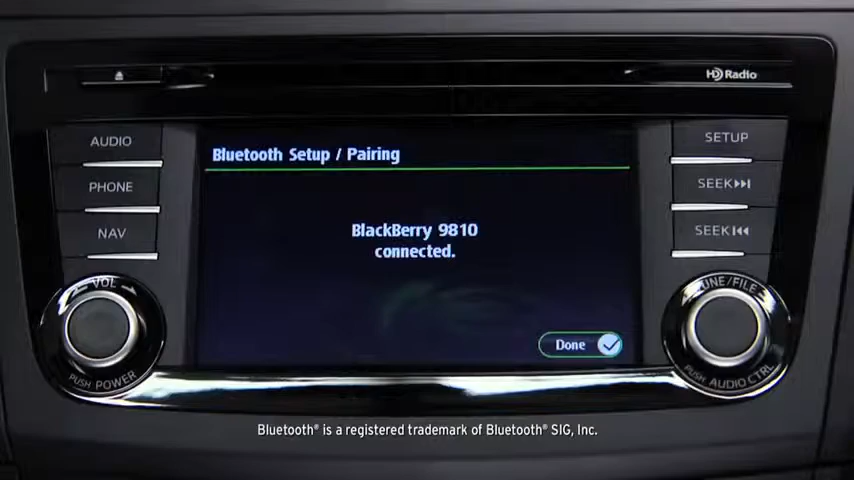 HD Radio
AUDIO
PHONE
NAV
VOL
PUSH POWER
Bluetooth Setup / Pairing
BlackBerry 9810
connected.
Done
SETUP
SEEK
SEEK
TUNE/FILE
PUSH AUDIO CTRL
Bluetooth® is a registered trademark of Bluetooth® SIG, Inc.